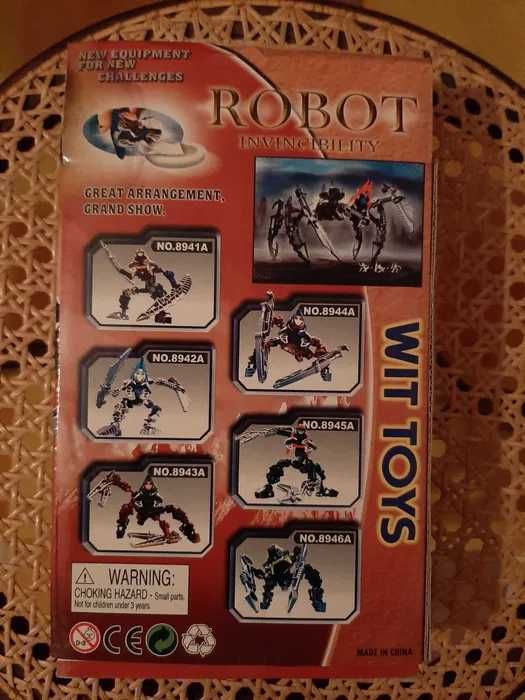 NEW EQUIPMENT
FOR NEW
CHALLENGES
ROBOT
INVINCIBILITY
GREAT ARRANGEMENT,
GRAND SHOW.
NO.8941A
NO.8944A
NO.8942A
NO.8945A
NO.8943A
NO.8946A
WIT TOYS
WARNING:
CHOKING HAZARD - Small parts.
Not for children under 3 years.
0-3
CE
MADE IN CHINA